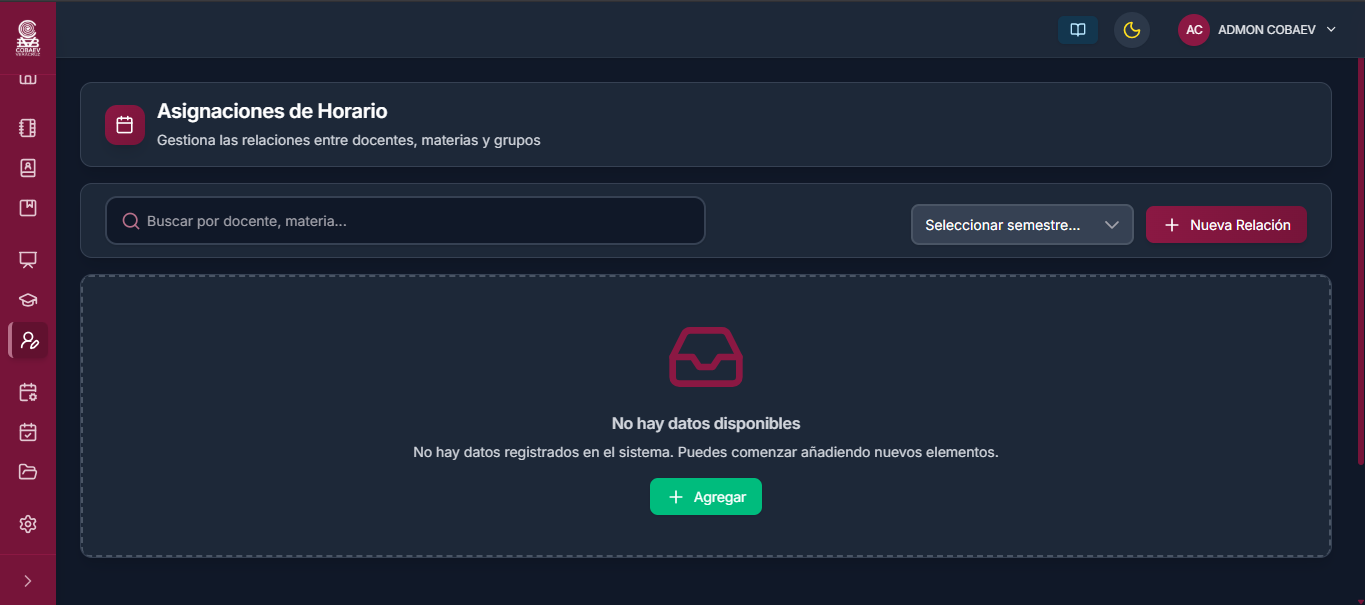 COBAEV
VERACRUZ
AC ADMON COBAEV
Asignaciones de Horario
Gestiona las relaciones entre docentes, materias y grupos
Buscar por docente, materia...
Seleccionar semestre...
Nueva Relación
No hay datos disponibles
No hay datos registrados en el sistema. Puedes comenzar añadiendo nuevos elementos.
Agregar